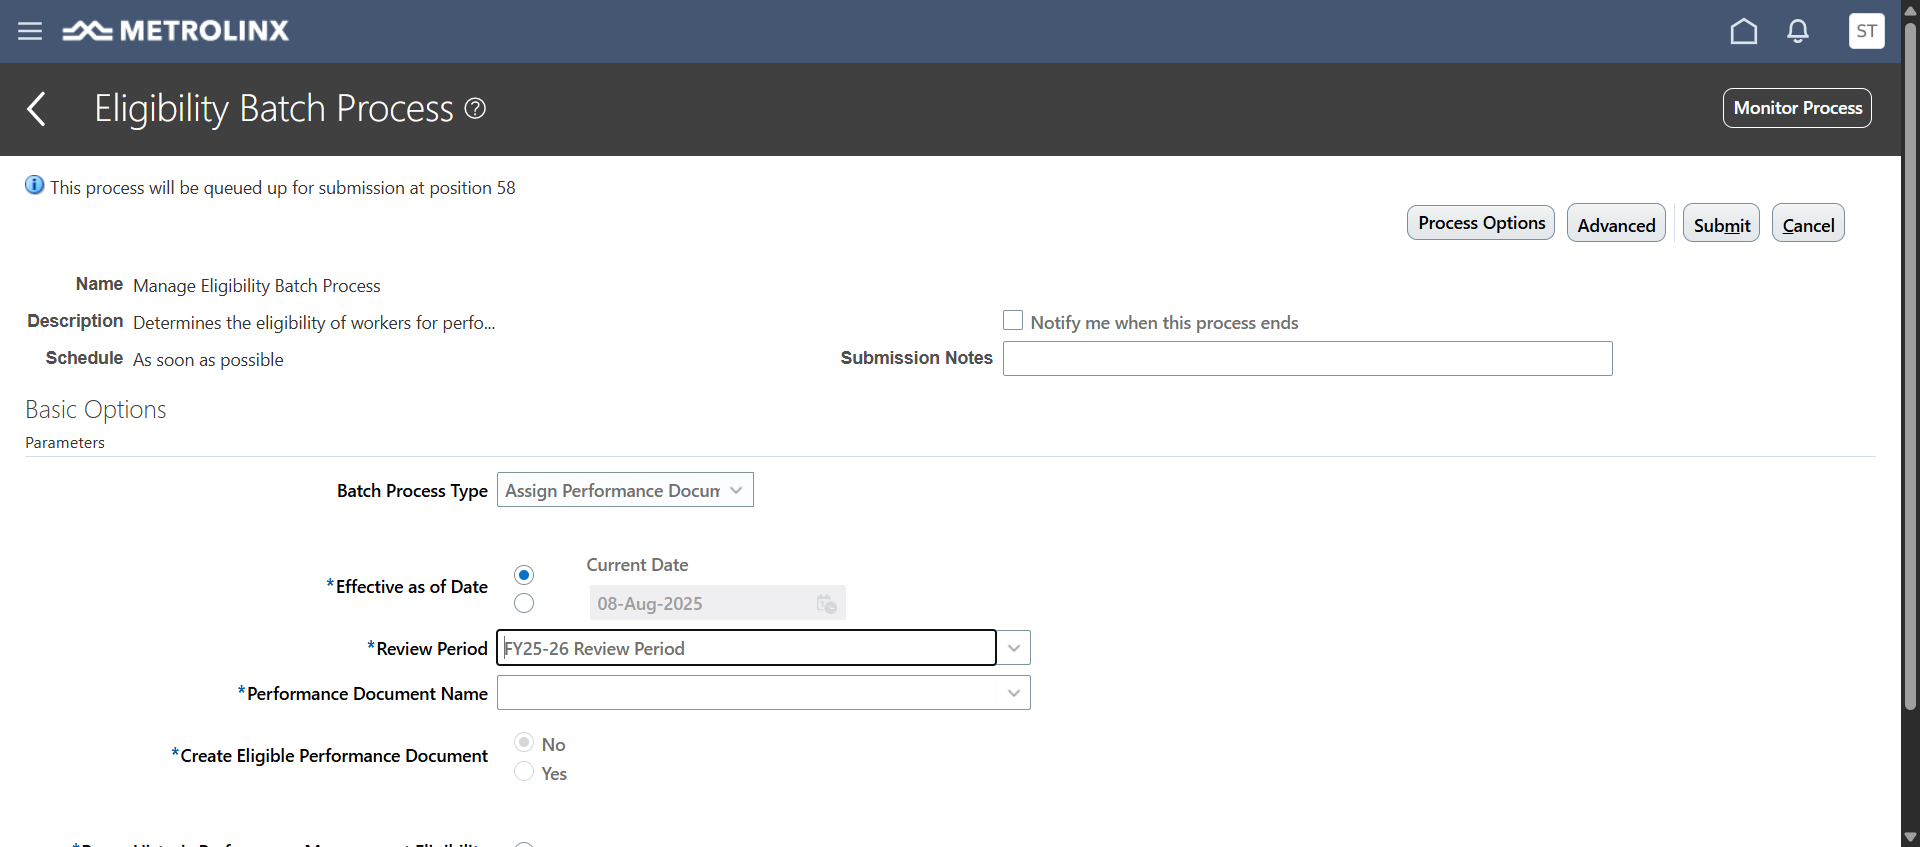 METROLINX
ST
Eligibility Batch Process
Monitor Process
This process will be queued up for submission at position 58
Process Options
Advanced
Submit
Cancel
Name Manage Eligibility Batch Process
Description Determines the eligibility of workers for perfo...
Notify me when this process ends
Schedule As soon as possible
Submission Notes
Basic Options
Parameters
Batch Process Type Assign Performance Docum
Current Date
*Effective as of Date
08-Aug-2025
*Review Period FY25-26 Review Period
*Performance Document Name
*Create Eligible Performance Document
No
Yes